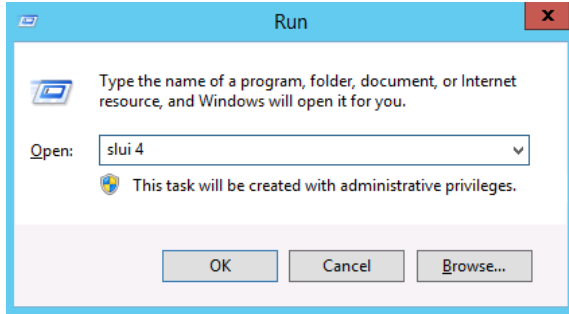 Run
x
Type the name of a program, folder, document, or Internet
resource, and Windows will open it for you.
Open:
slui 4
This task will be created with administrative privileges.
OK
Cancel
Browse...